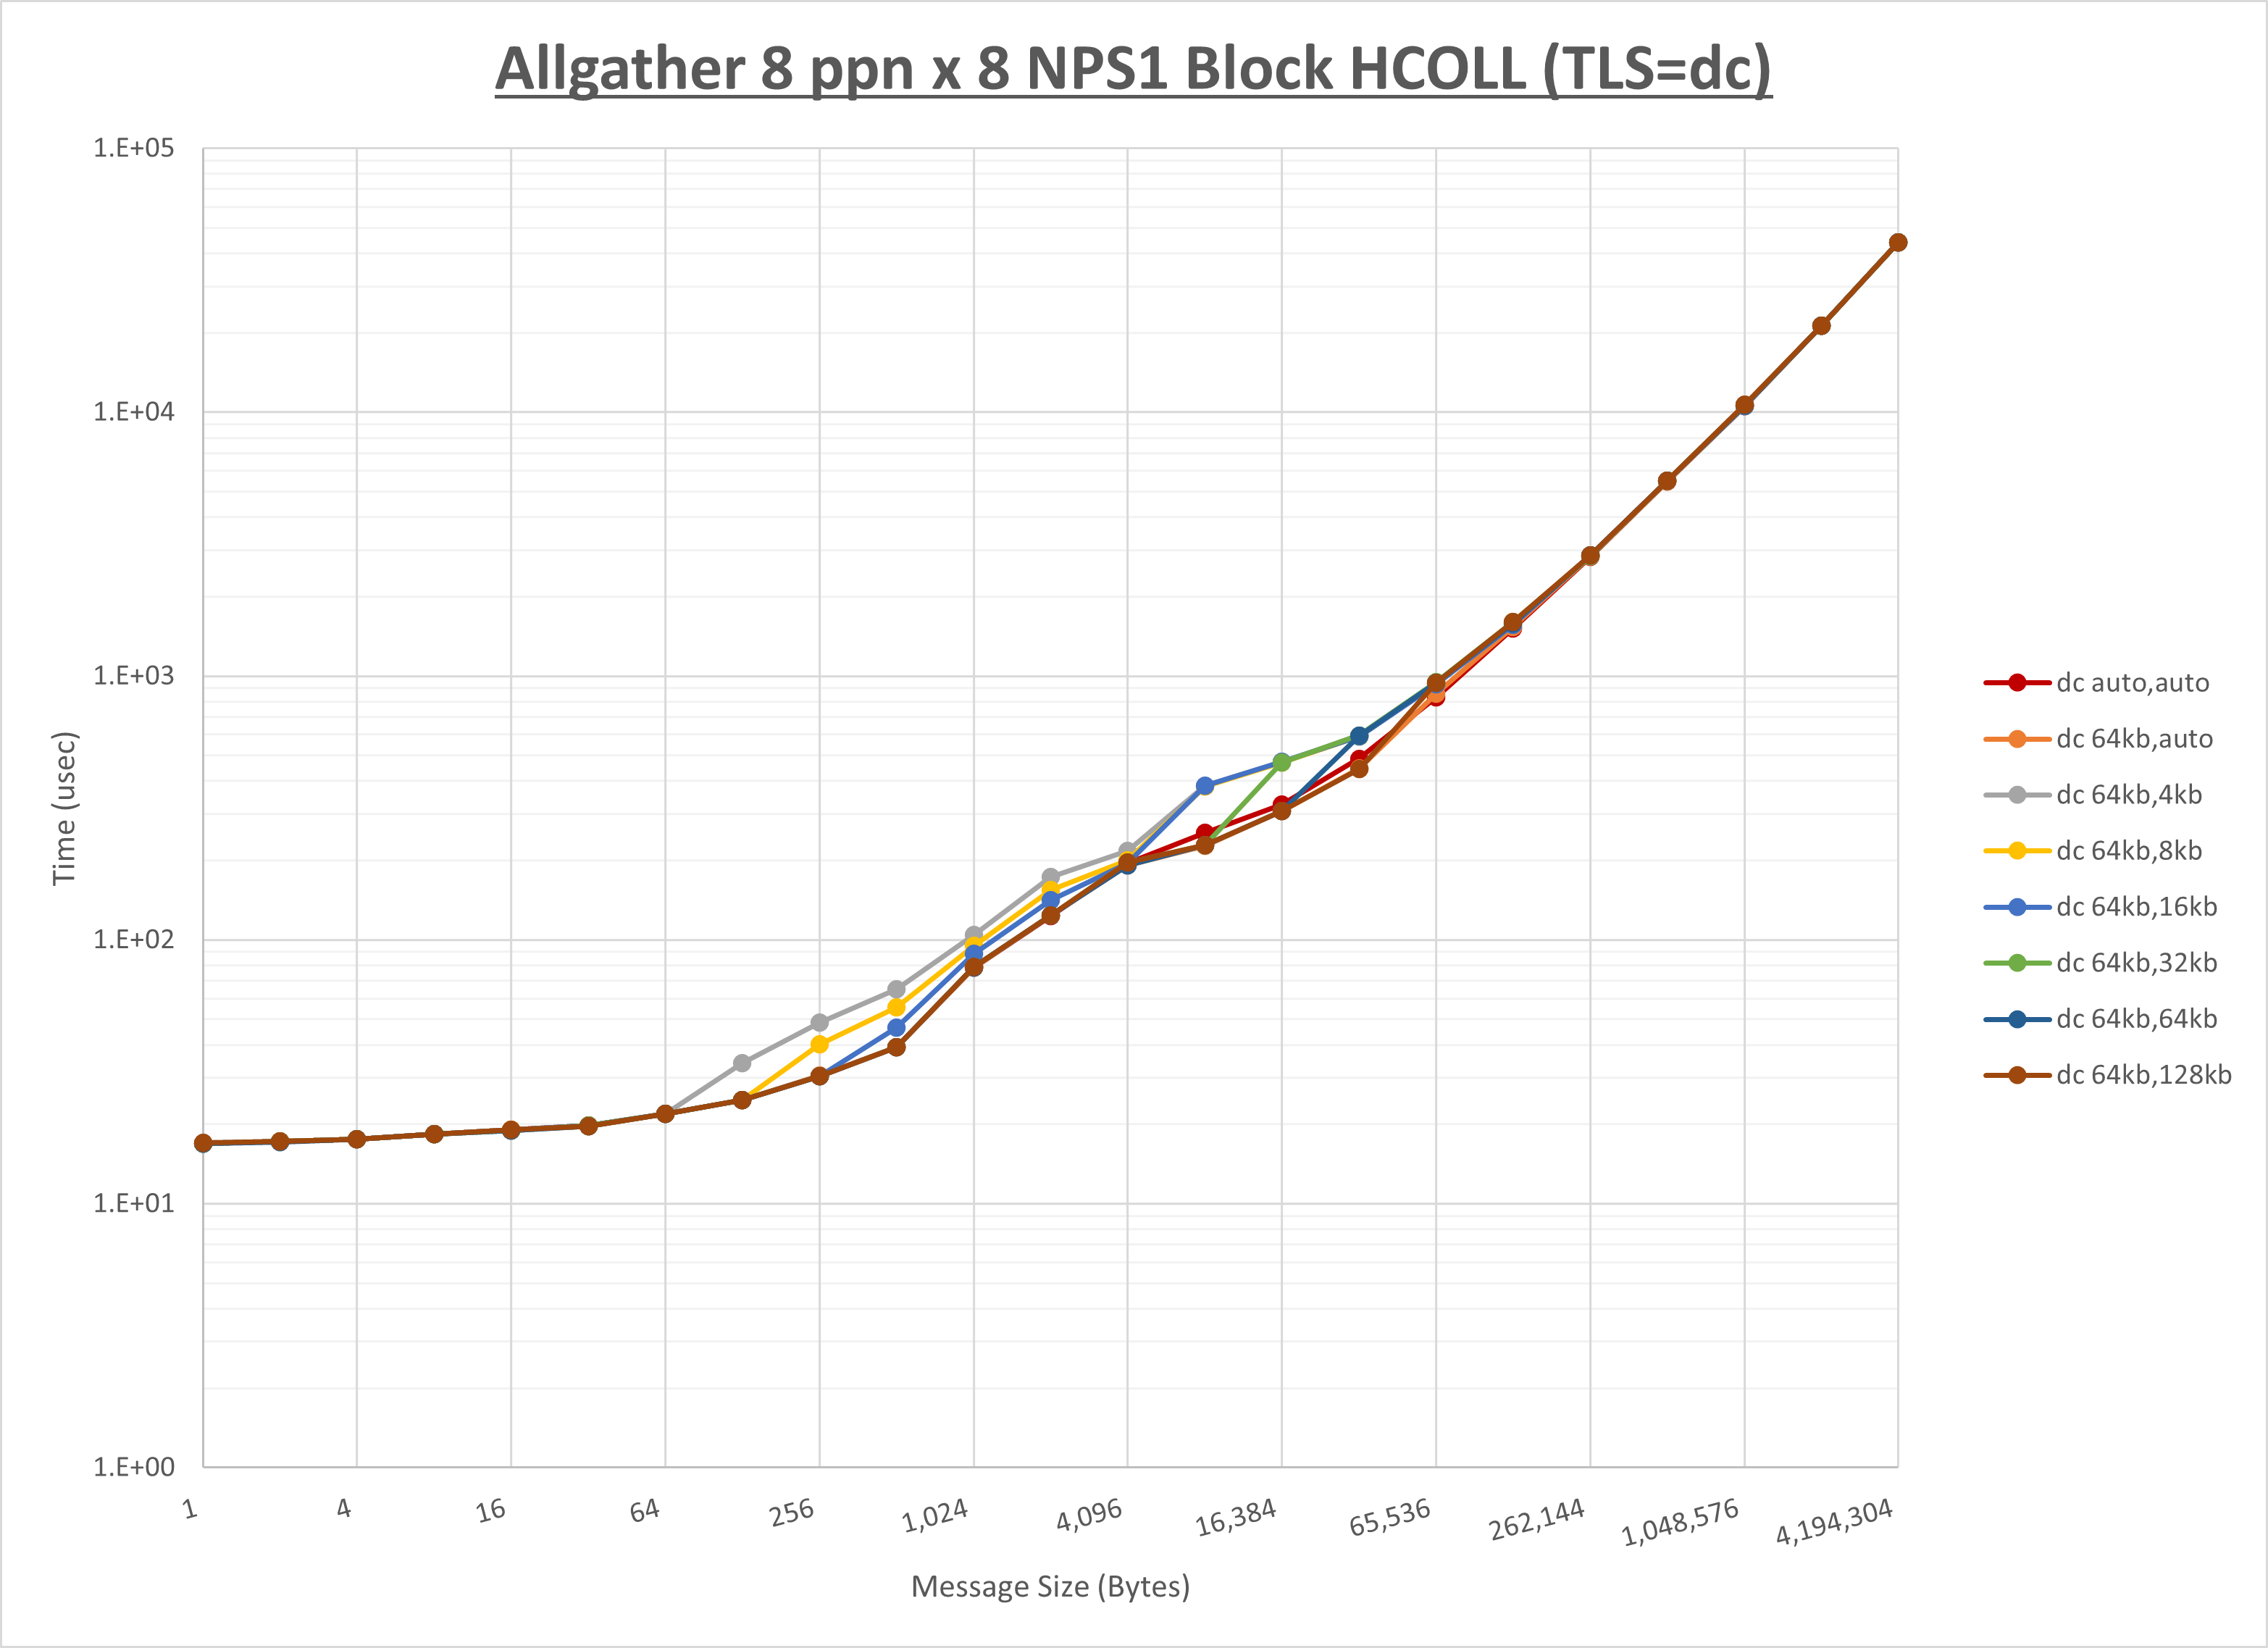 Allgather 8 ppn x 8 NPS1 Block HCOLL (TLS=dc)
1.E+05
1.E+04
1.E+03
1.E+02
1.E+01
1.E+00
Time (usec)
1 4 16 64 256 1,024 4,096 16,384 65,536 262,144 1,048,576 4,194,304
Message Size (Bytes)
dc auto,auto
dc 64kb,auto
dc 64kb,4kb
dc 64kb,8kb
dc 64kb,16kb
dc 64kb,32kb
dc 64kb,64kb
dc 64kb,128kb